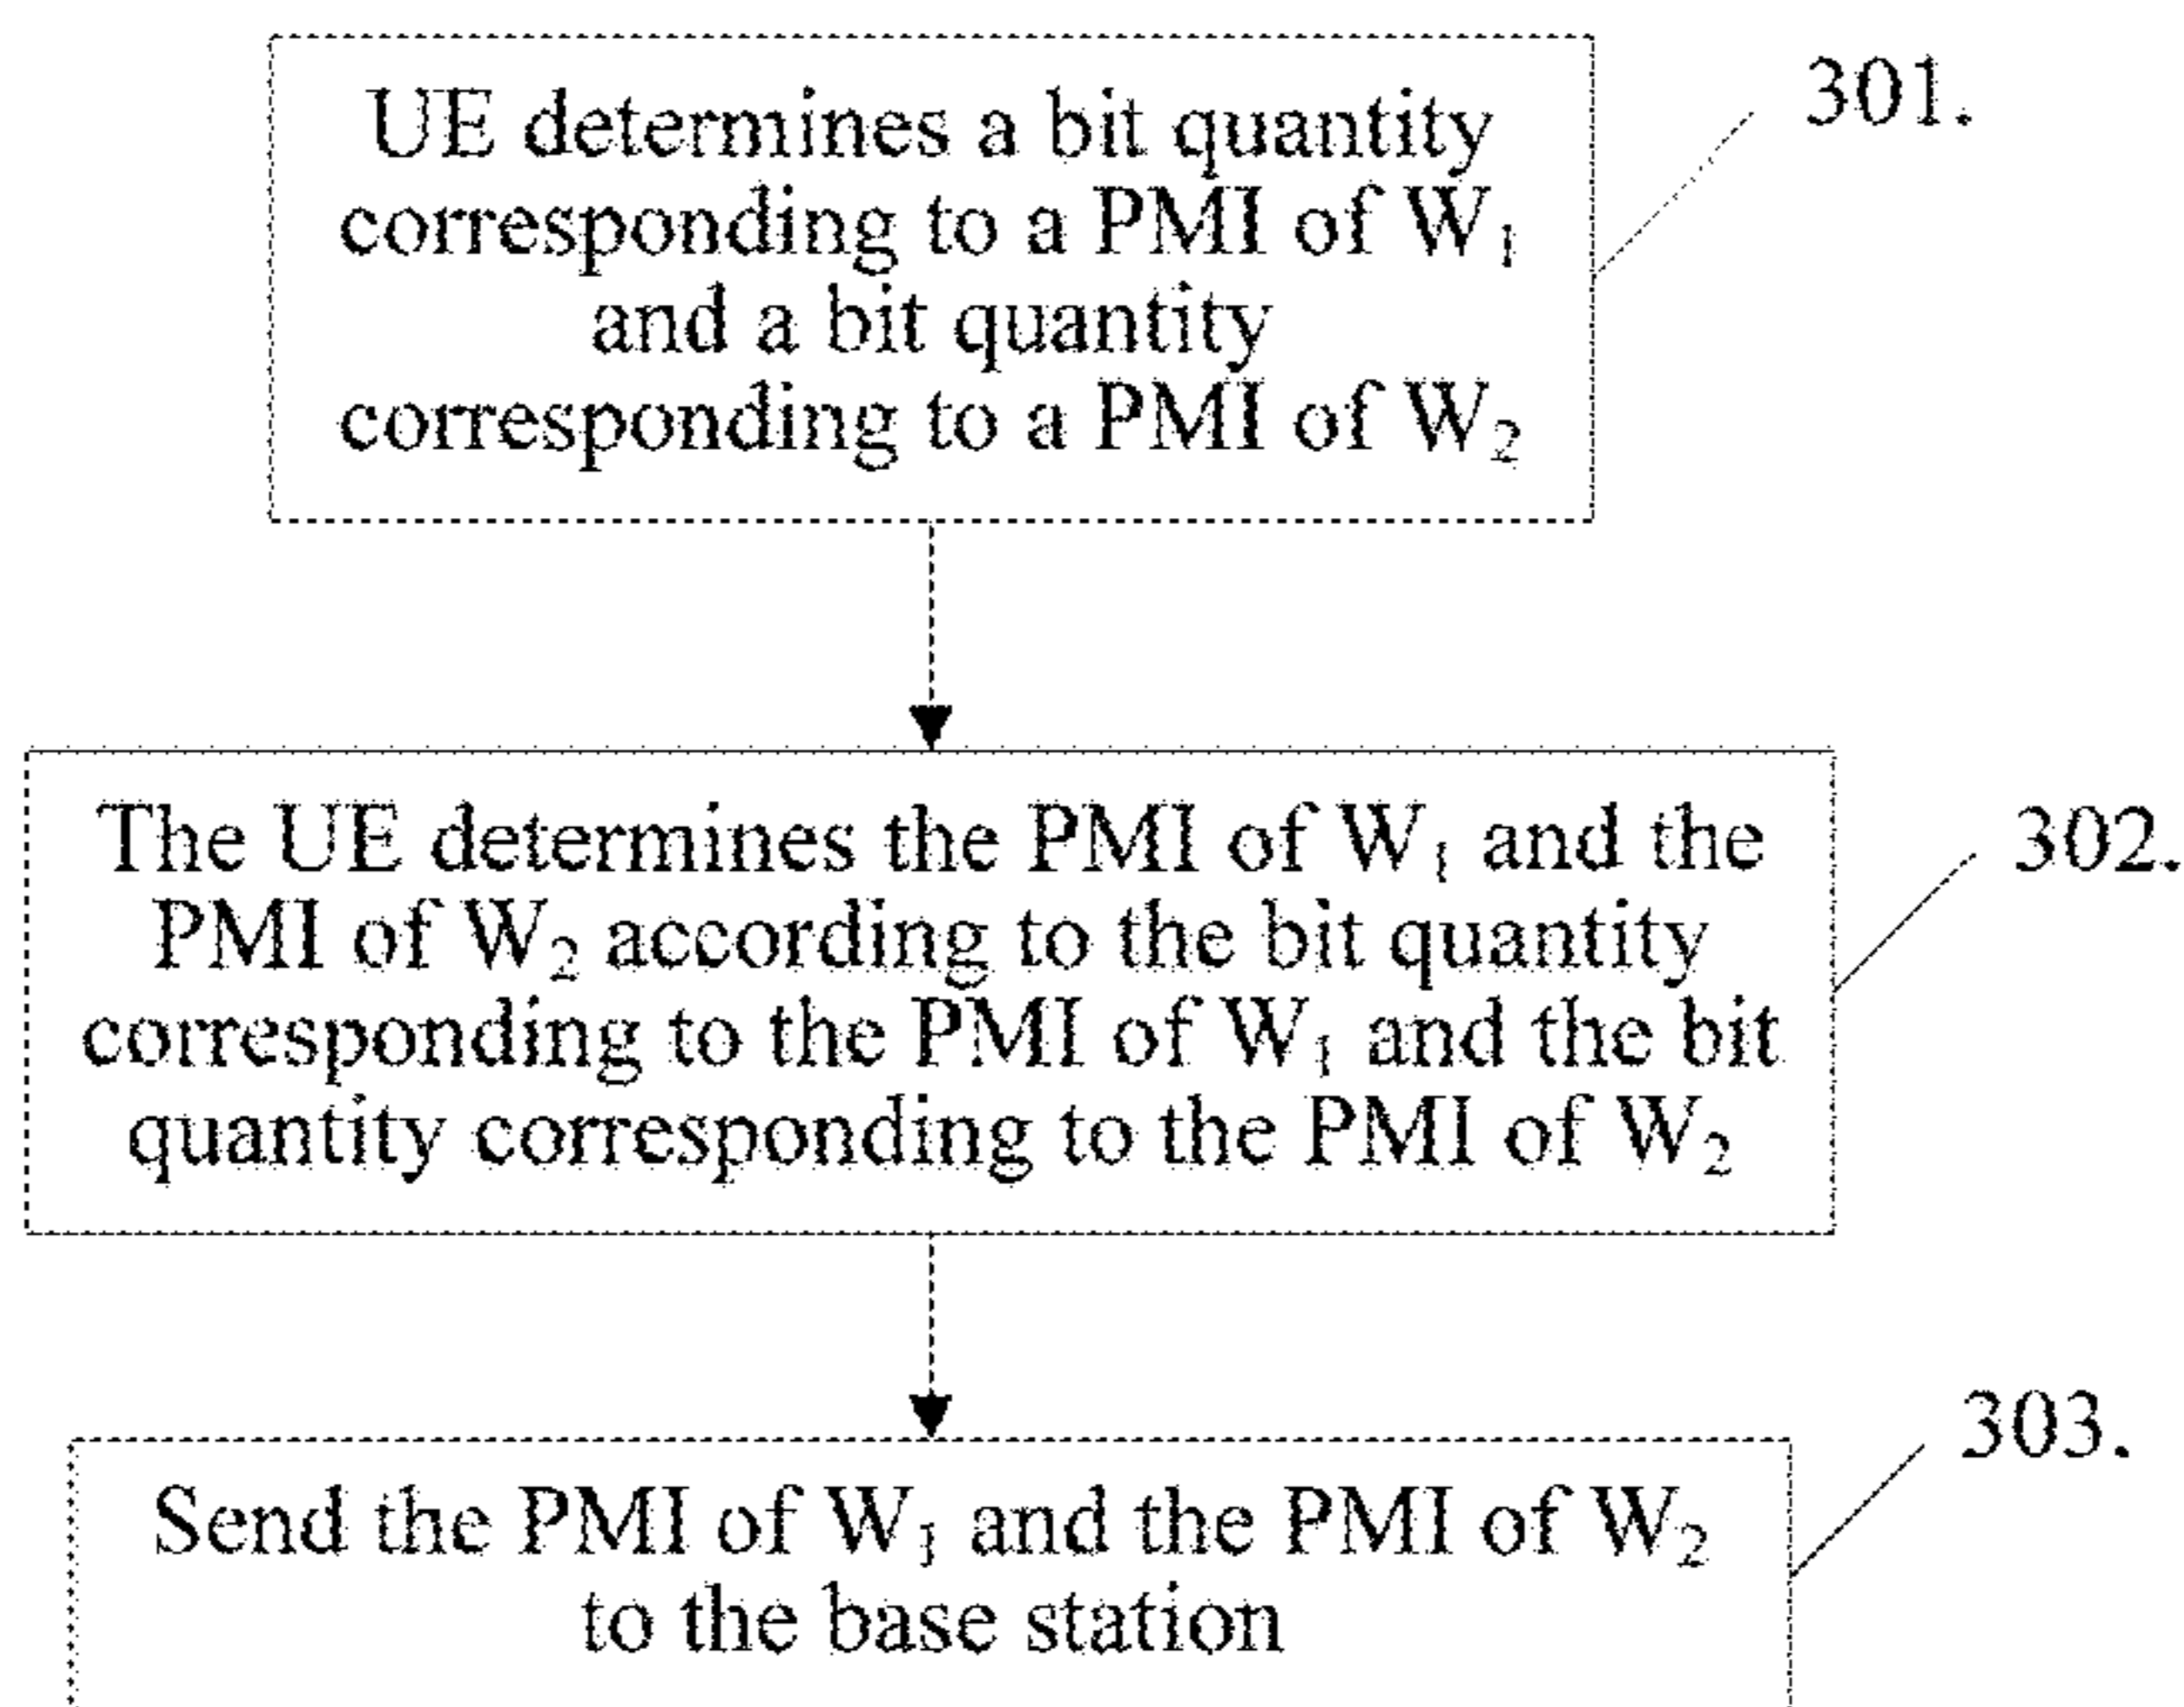 UE determines a bit quantity
corresponding to a PMI of W₁
and a bit quantity
corresponding to a PMI of W₂
301.
The UE determines the PMI of W₁ and the
PMI of W₂ according to the bit quantity
corresponding to the PMI of W₁ and the bit
quantity corresponding to the PMI of W₂
302.
Send the PMI of W₁ and the PMI of W₂
to the base station
303.